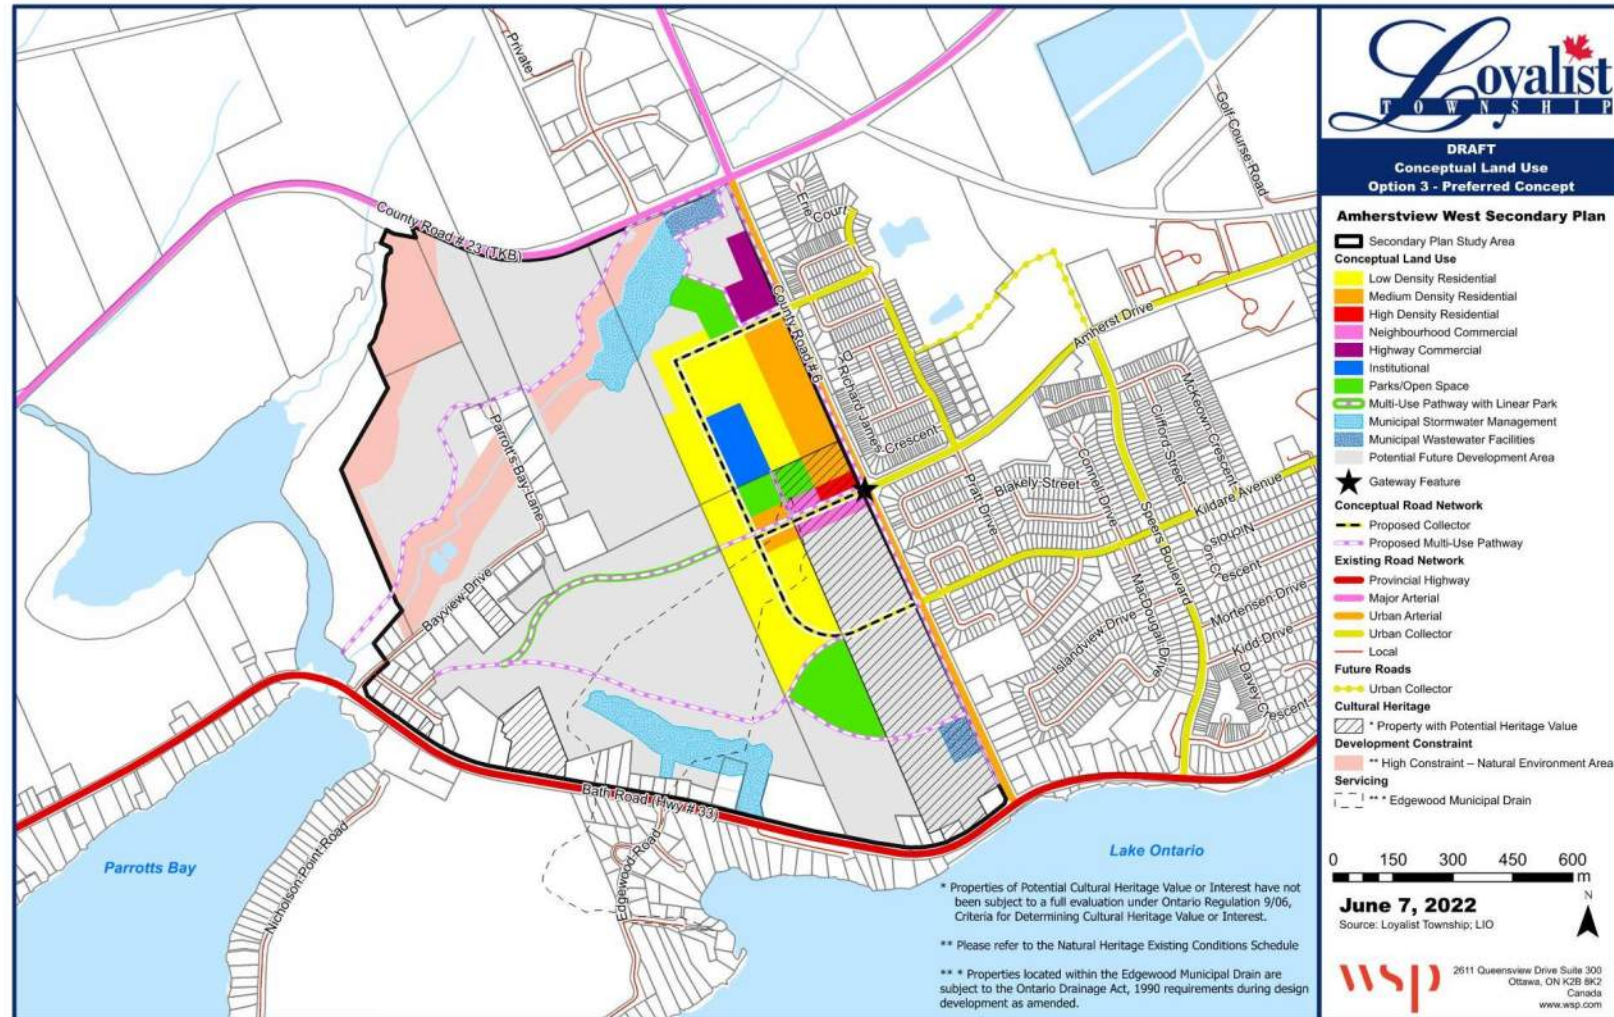 Loyalist
TOWNSHIP
DRAFT
Conceptual Land Use
Option 3 - Preferred Concept
Amherstview West Secondary Plan
Secondary Plan Study Area
Conceptual Land Use
Low Density Residential
Medium Density Residential
High Density Residential
Neighbourhood Commercial
Highway Commercial
Institutional
Parks/Open Space
Multi-Use Pathway with Linear Park
Municipal Stormwater Management
Municipal Wastewater Facilities
Potential Future Development Area
Gateway Feature
Conceptual Road Network
Proposed Collector
Proposed Multi-Use Pathway
Existing Road Network
Provincial Highway
Major Arterial
Urban Arterial
Urban Collector
Local
Future Roads
Urban Collector
Cultural Heritage
* Property with Potential Heritage Value
Development Constraint
** High Constraint – Natural Environment Area
Servicing
** * Edgewood Municipal Drain
0 150 300 450 600
m
N
June 7, 2022
Source: Loyalist Township; LIO
wsp
2611 Queensview Drive Suite 300
Ottawa, ON K2B 8K2
Canada
www.wsp.com
Private
Golf Course Road
Erie Court
County Road # 23 (TKB)
County Road # 6
Amherst Drive
Richard James
Crescent
Dr
McKeown Crescent
Clifford Street
Parrott's Bay Lane
Pratt Drive
Blakely Street
Connell Drive
Speers Boulevard
Kildare Avenue
Nicholson Crescent
Bayview Drive
MacDougall Drive
Mortensen Drive
Islandview Drive
Kidd Drive
Davey Crescent
Bath Road (Hwy # 33)
Parrotts Bay
Nicholson Point Road
Edgewood Road
Lake Ontario
* Properties of Potential Cultural Heritage Value or Interest have not
been subject to a full evaluation under Ontario Regulation 9/06,
Criteria for Determining Cultural Heritage Value or Interest.
** Please refer to the Natural Heritage Existing Conditions Schedule
** * Properties located within the Edgewood Municipal Drain are
subject to the Ontario Drainage Act, 1990 requirements during design
development as amended.